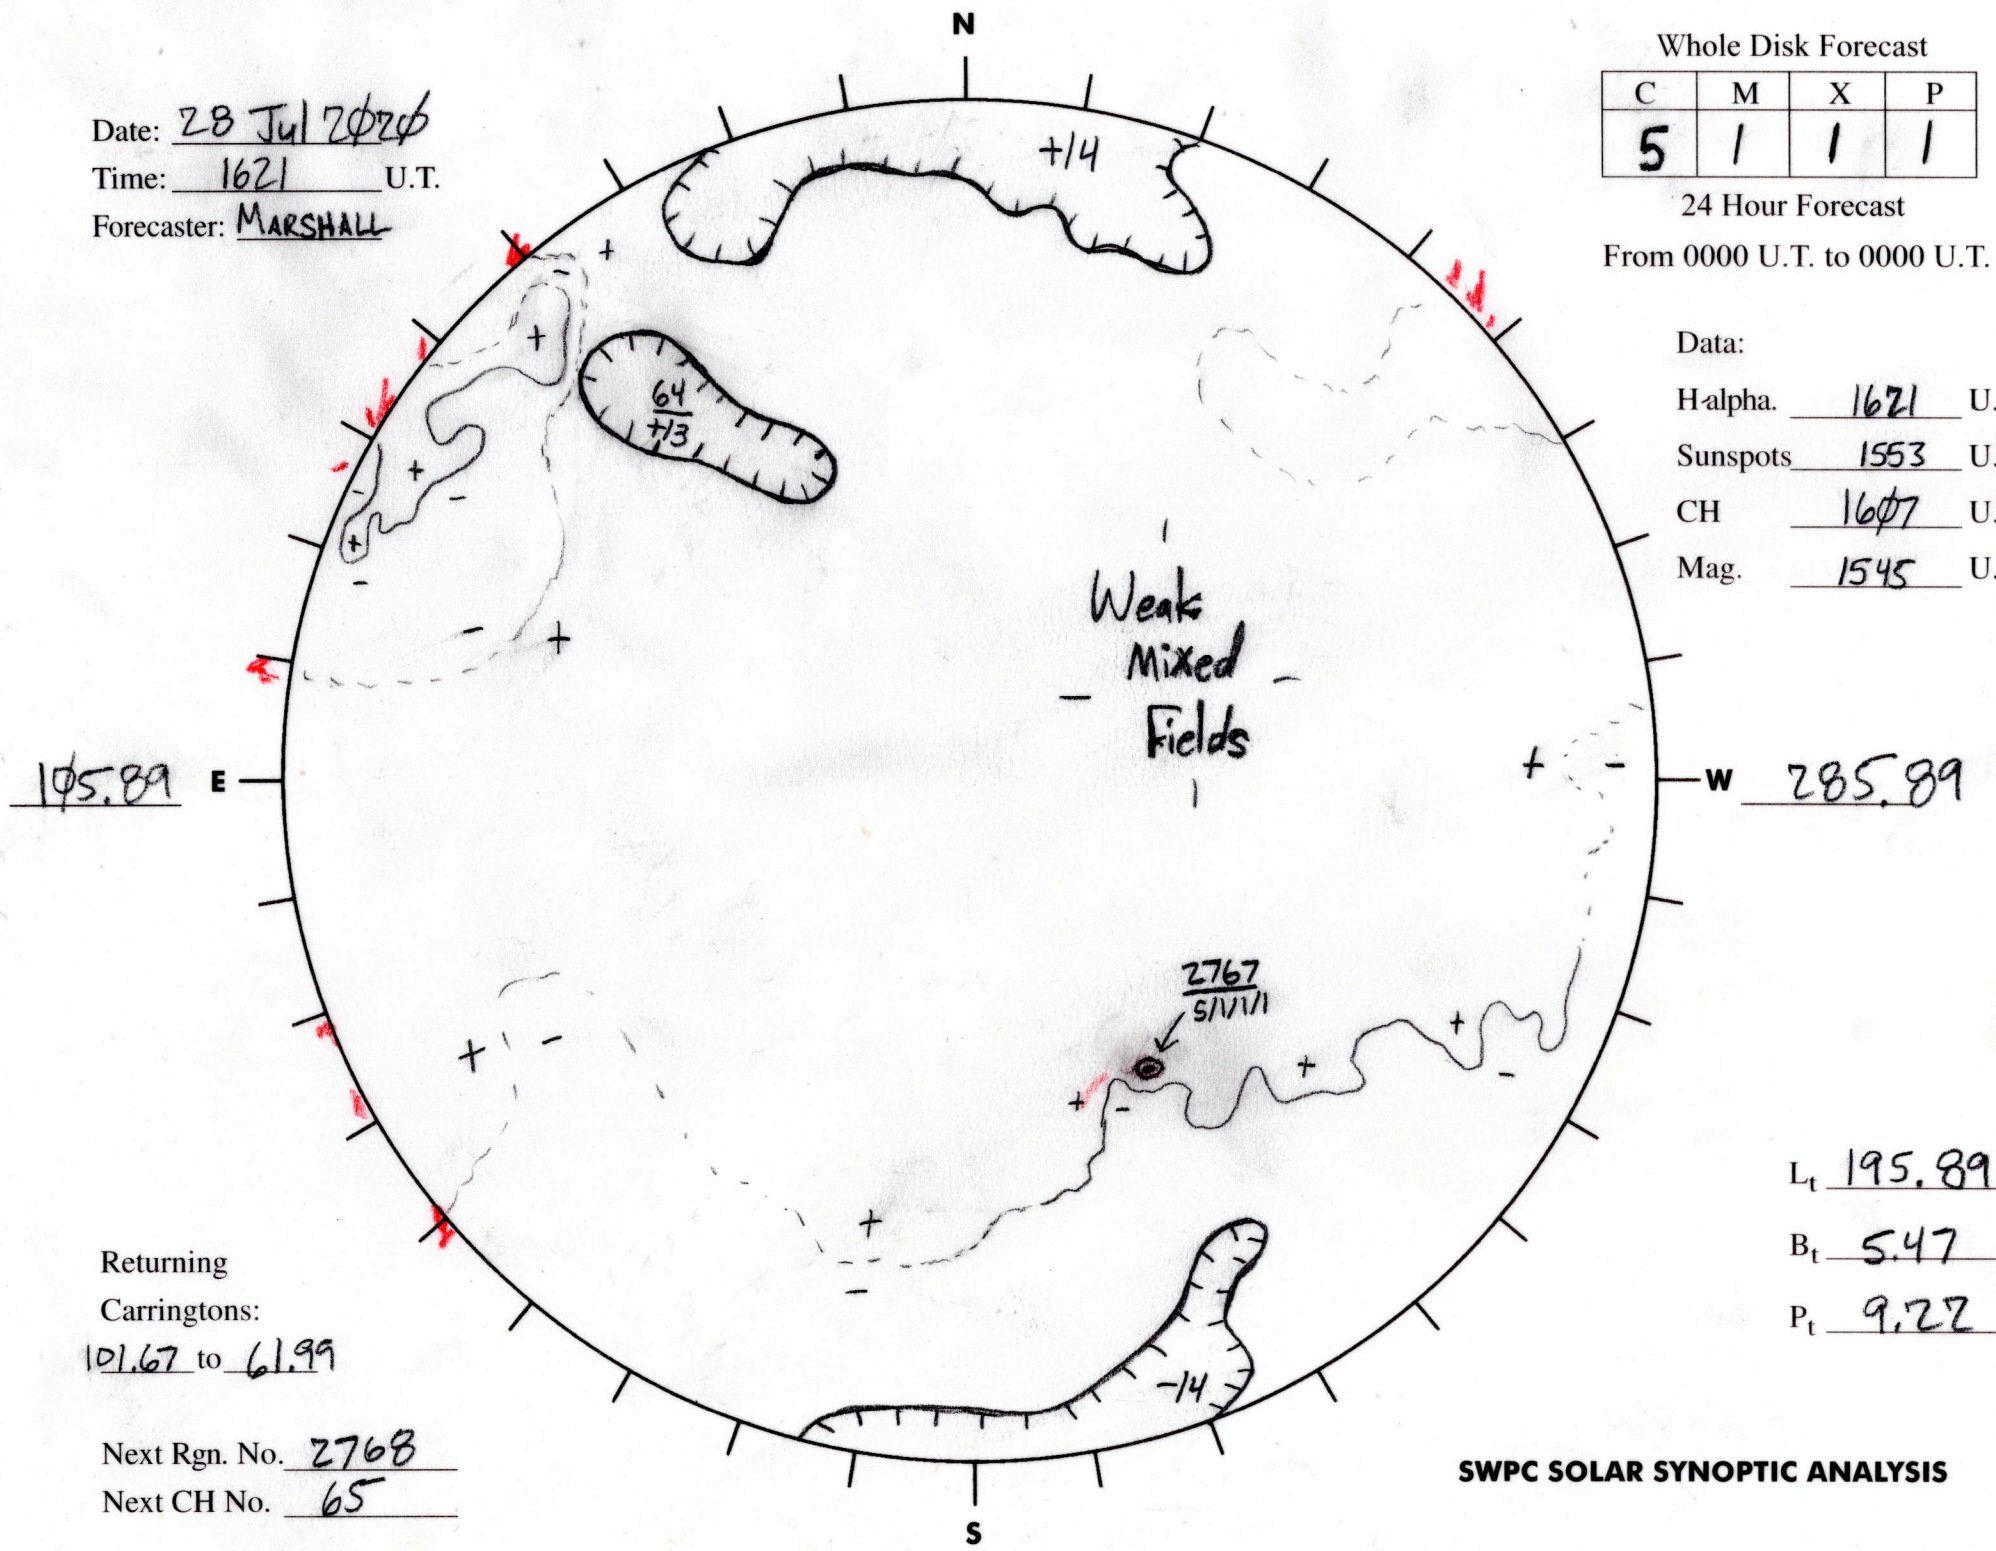 N
Whole Disk Forecast
C M X P
5 1 1 1
24 Hour Forecast
From 0000 U.T. to 0000 U.T.
Date: 28 Jul 2020
Time: 1621 U.T.
Forecaster: MARSHALL
+/4
+
-
+
64
+/3
+
-
-
+
-
-
+
Data:
H-alpha. 1621 U.
Sunspots 1553 U.
CH 1607 U.
Mag. 1545 U.
Weak
Mixed
Fields
105.89 E
+ -
W 285.89
2767
5/1/1/1
+ -
+
+
-
+ -
+
-
-/4
Lt 195.89
Bt 5.47
Pt 9.22
Returning
Carringtons:
101.67 to 61.99
Next Rgn. No. 2768
Next CH No. 65
SWPC SOLAR SYNOPTIC ANALYSIS
S